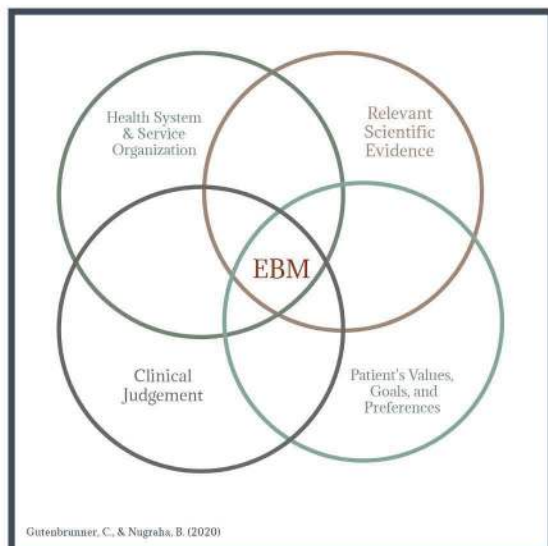 Health System
& Service
Organization
Relevant
Scientific
Evidence
EBM
Clinical
Judgement
Patient's Values,
Goals, and
Preferences
Gutenbrunner, C., & Nugraha, B. (2020)